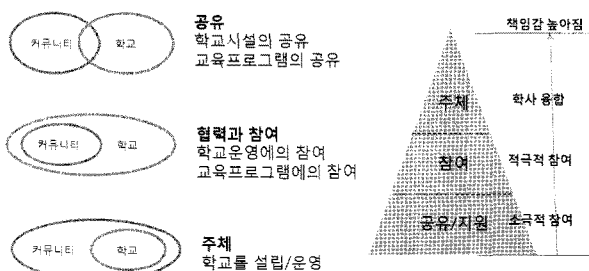 커뮤니티 학교
공유
학교시설의 공유
교육프로그램의 공유
커뮤니티 학교
협력과 참여
학교운영에의 참여
교육프로그램에의 참여
커뮤니티 학교
주체
학교를 설립/운영
책임감 높아짐
주체 학사 융합
참여 적극적 참여
공유/지원 소극적 참여